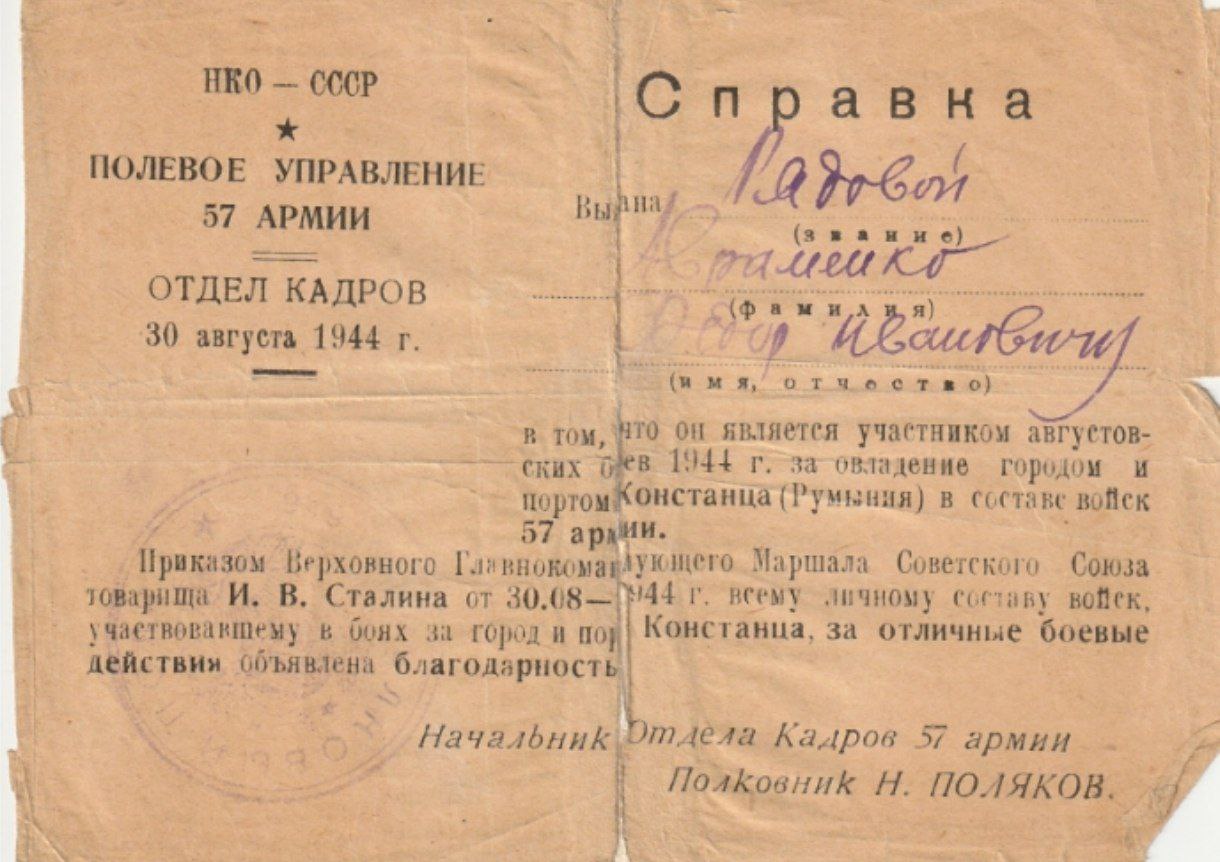 НКО — СССР
★
ПОЛЕВОЕ УПРАВЛЕНИЕ
57 АРМИИ
ОТДЕЛ КАДРОВ
30 августа 1944 г.
Справка
Выдана Рядовой
(звание)
Авраменко
(фамилия)
Федор Иванович
(имя, отчество)
в том, что он является участником августов-
ских боев 1944 г. за овладение городом и
портом Констанца (Румыния) в составе войск
57 армии.
Приказом Верховного Главнокомандующего Маршала Советского Союза
товарища И. В. Сталина от 30.08—1944 г. всему личному составу войск,
участвовавшему в боях за город и порт Констанца, за отличные боевые
действия объявлена благодарность
Начальник Отдела Кадров 57 армии
Полковник Н. ПОЛЯКОВ.